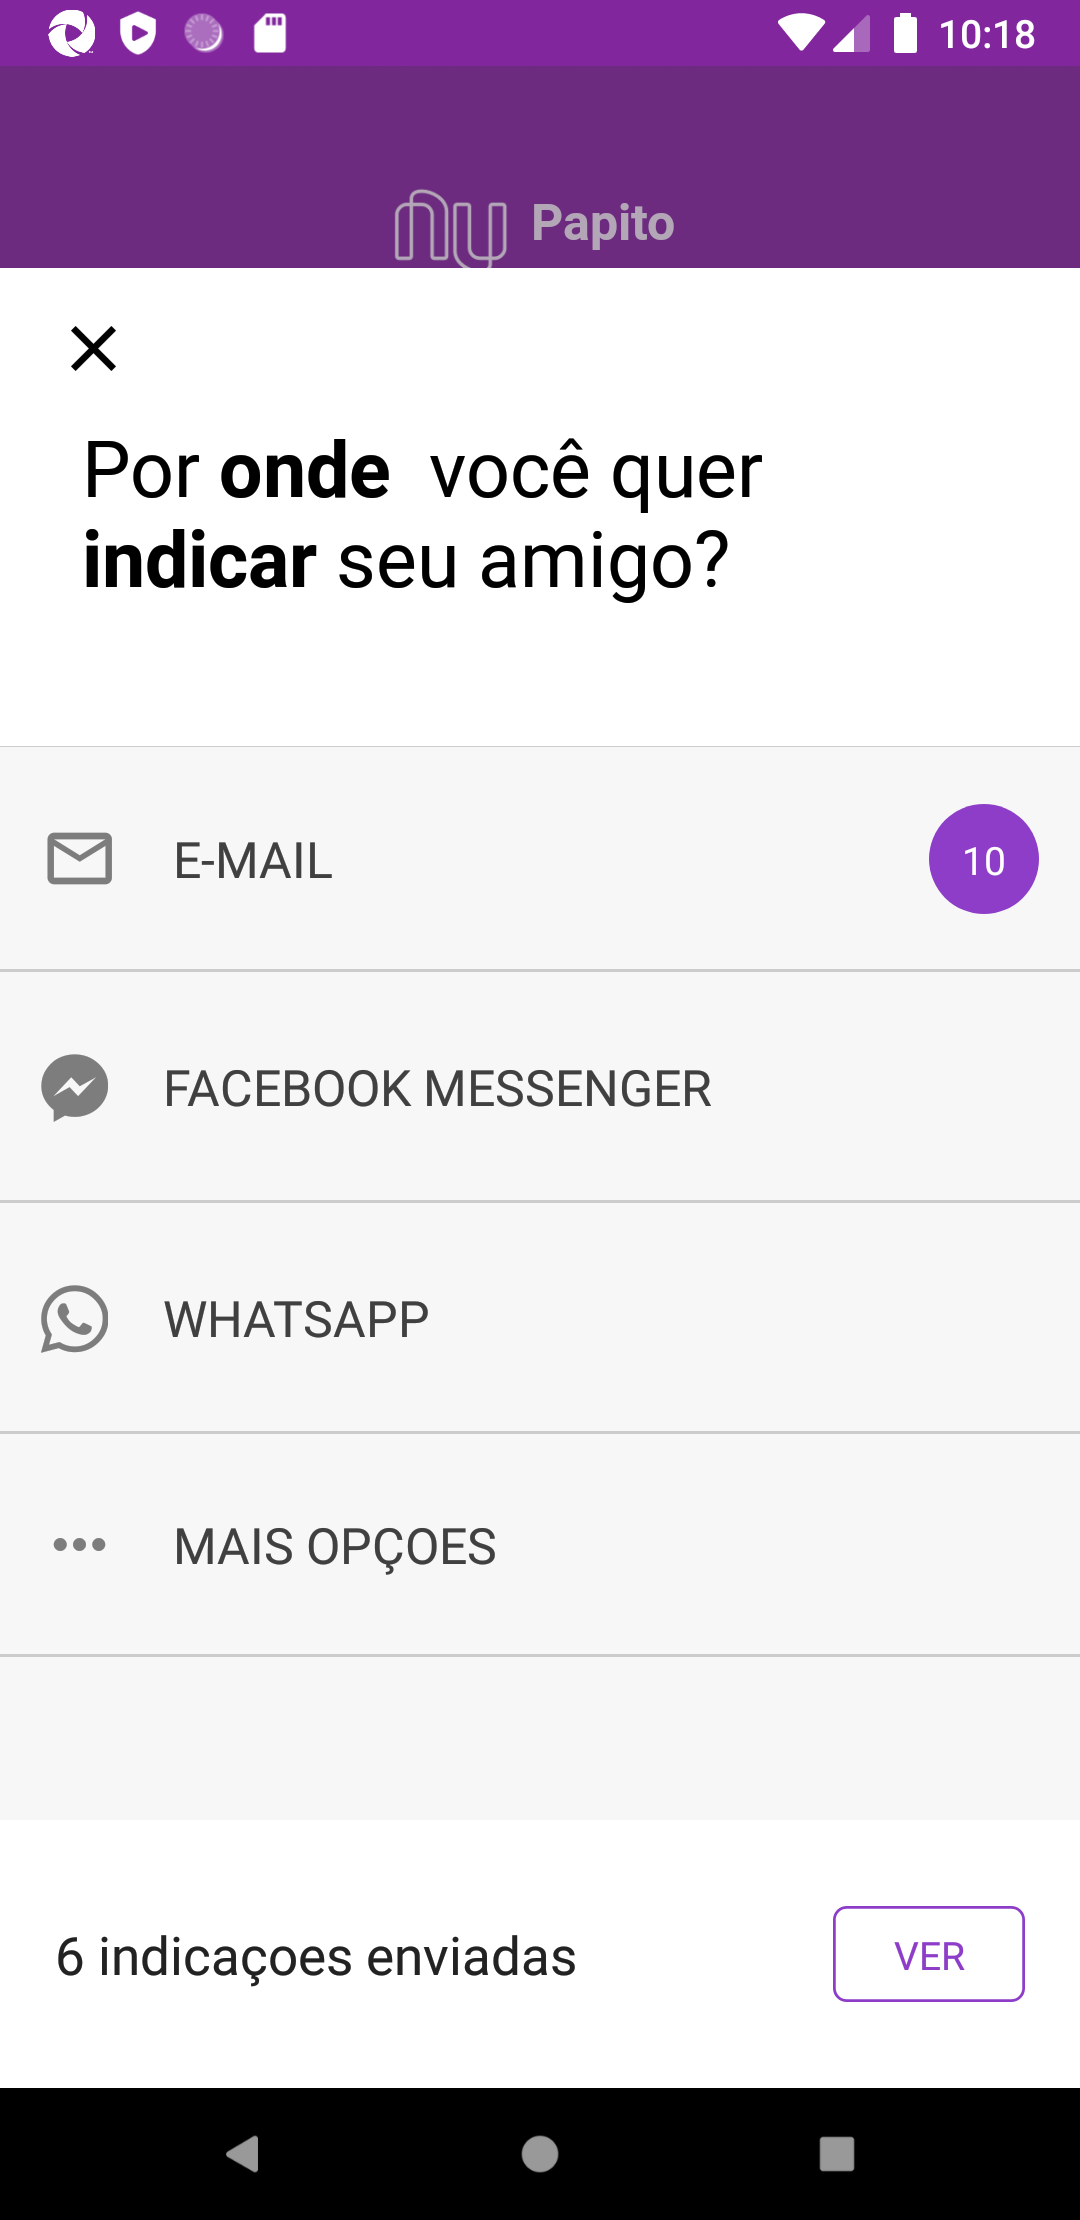 10:18
nu Papito
Por onde você quer
indicar seu amigo?
E-MAIL
10
FACEBOOK MESSENGER
WHATSAPP
MAIS OPÇOES
6 indicaçoes enviadas
VER